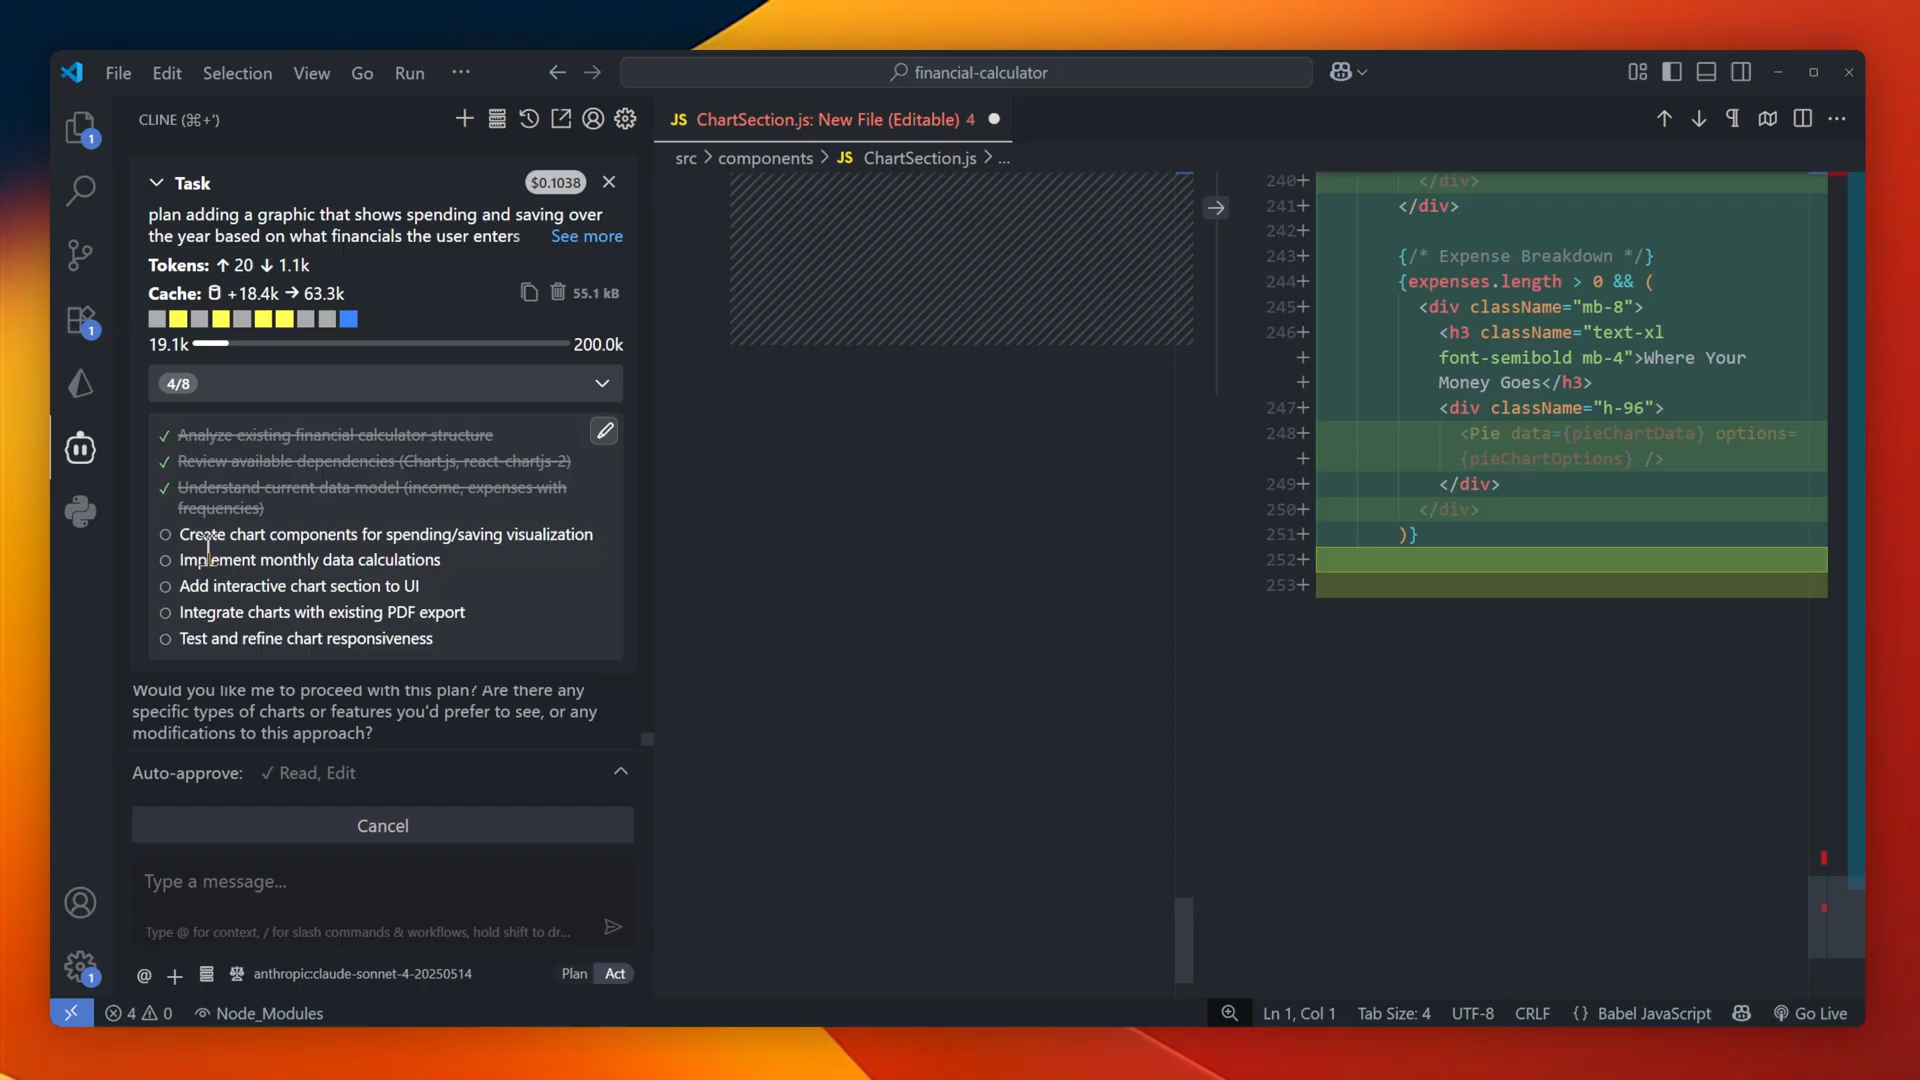 File Edit Selection View Go Run ···
financial-calculator
CLINE (⌘+')
1
Task
$0.1038
plan adding a graphic that shows spending and saving over
the year based on what financials the user enters See more
Tokens: ↑ 20 ↓ 1.1k
Cache: +18.4k → 63.3k
55.1 kB
19.1k 200.0k
4/8
✓ Analyze existing financial calculator structure
✓ Review available dependencies (Chart.js, react-chartjs-2)
✓ Understand current data model (income, expenses with
frequencies)
Create chart components for spending/saving visualization
Implement monthly data calculations
Add interactive chart section to UI
Integrate charts with existing PDF export
Test and refine chart responsiveness
Would you like me to proceed with this plan? Are there any
specific types of charts or features you'd prefer to see, or any
modifications to this approach?
Auto-approve: ✓ Read, Edit
Cancel
Type a message...
Type @ for context, / for slash commands & workflows, hold shift to dr...
@ + anthropic:claude-sonnet-4-20250514 Plan Act
1
1
JS ChartSection.js: New File (Editable) 4
src > components > JS ChartSection.js > ...
240+ </div>
241+ </div>
242+
243+ {/* Expense Breakdown */}
244+ {expenses.length > 0 && (
245+ <div className="mb-8">
246+ <h3 className="text-xl
+ font-semibold mb-4">Where Your
+ Money Goes</h3>
247+ <div className="h-96">
248+ <Pie data={pieChartData} options=
+ {pieChartOptions} />
249+ </div>
250+ </div>
251+ )}
252+
253+
4 0 Node_Modules
Ln 1, Col 1 Tab Size: 4 UTF-8 CRLF {} Babel JavaScript Go Live